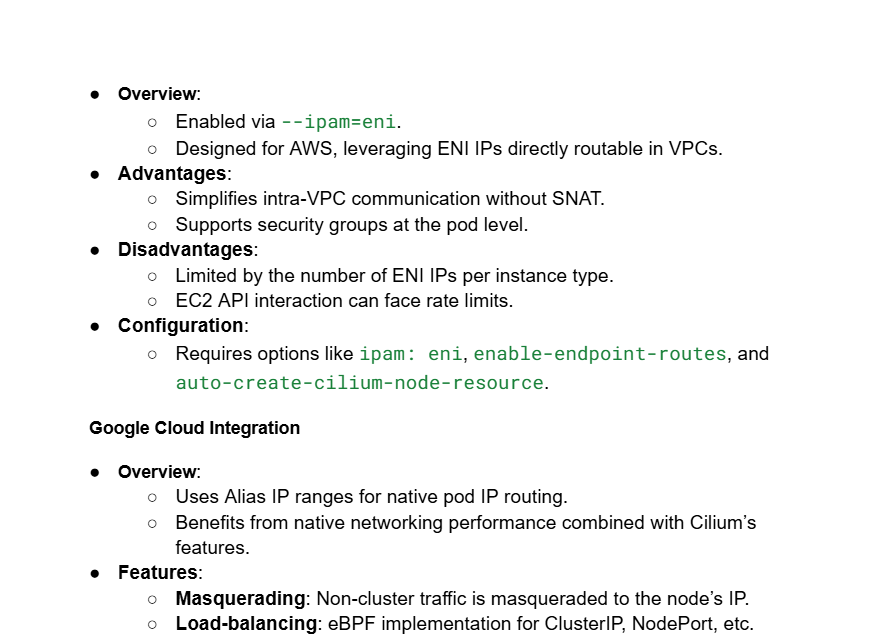 ● Overview:
○ Enabled via --ipam=eni.
○ Designed for AWS, leveraging ENI IPs directly routable in VPCs.
● Advantages:
○ Simplifies intra-VPC communication without SNAT.
○ Supports security groups at the pod level.
● Disadvantages:
○ Limited by the number of ENI IPs per instance type.
○ EC2 API interaction can face rate limits.
● Configuration:
○ Requires options like ipam: eni, enable-endpoint-routes, and
auto-create-cilium-node-resource.
Google Cloud Integration
● Overview:
○ Uses Alias IP ranges for native pod IP routing.
○ Benefits from native networking performance combined with Cilium’s
features.
● Features:
○ Masquerading: Non-cluster traffic is masqueraded to the node’s IP.
○ Load-balancing: eBPF implementation for ClusterIP, NodePort, etc.